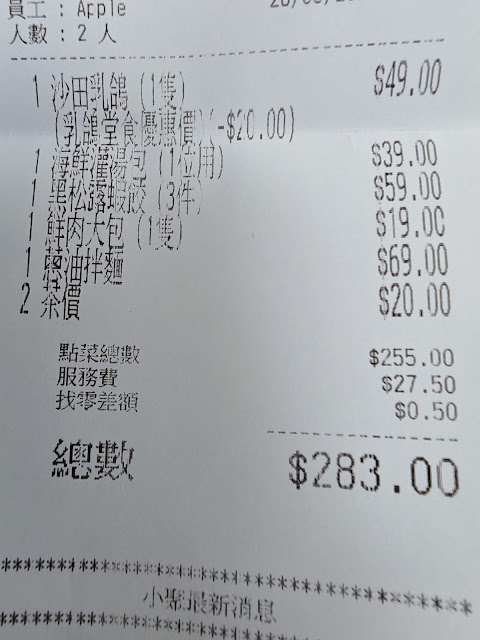 員工 : Apple
人數 : 2 人
1 沙田乳鴿 (1隻) $49.00
(乳鴿堂食優惠價)(-$20.00)
1 海鮮灌湯包 (1位用) $39.00
1 黑松露蝦餃 (3件) $59.00
1 鮮肉大包 (1隻) $19.00
1 蔥油拌麵 $69.00
2 茶價 $20.00
點菜總數 $255.00
服務費 $27.50
找零差額 $0.50
總數 $283.00
小聚最新消息